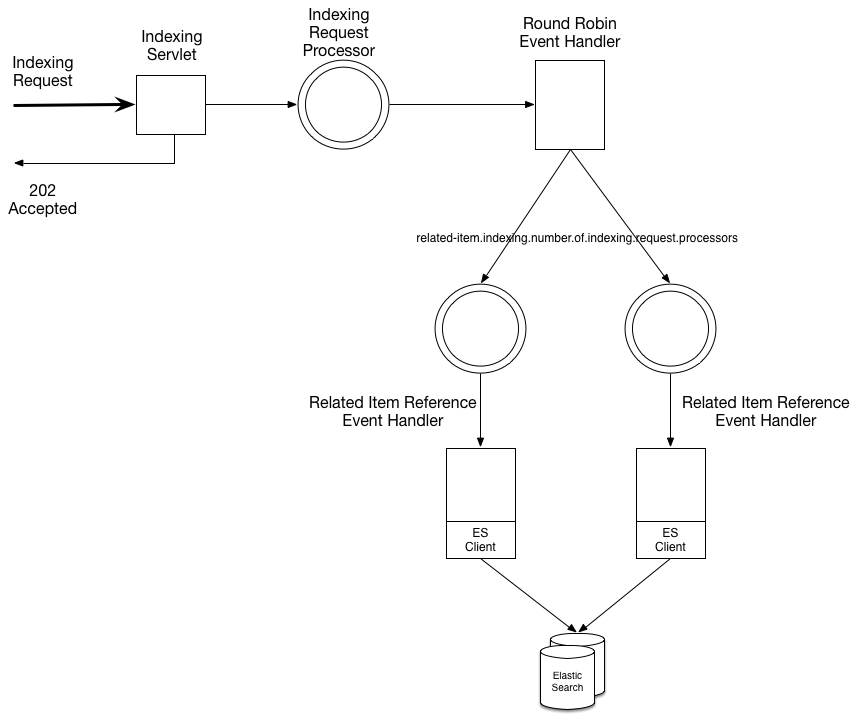 Indexing
Request
Processor
Round Robin
Event Handler
Indexing
Servlet
Indexing
Request
202
Accepted
related-item.indexing.number.of.indexing.request.processors
Related Item Reference
Event Handler
Related Item Reference
Event Handler
ES
Client
ES
Client
Elastic
Search